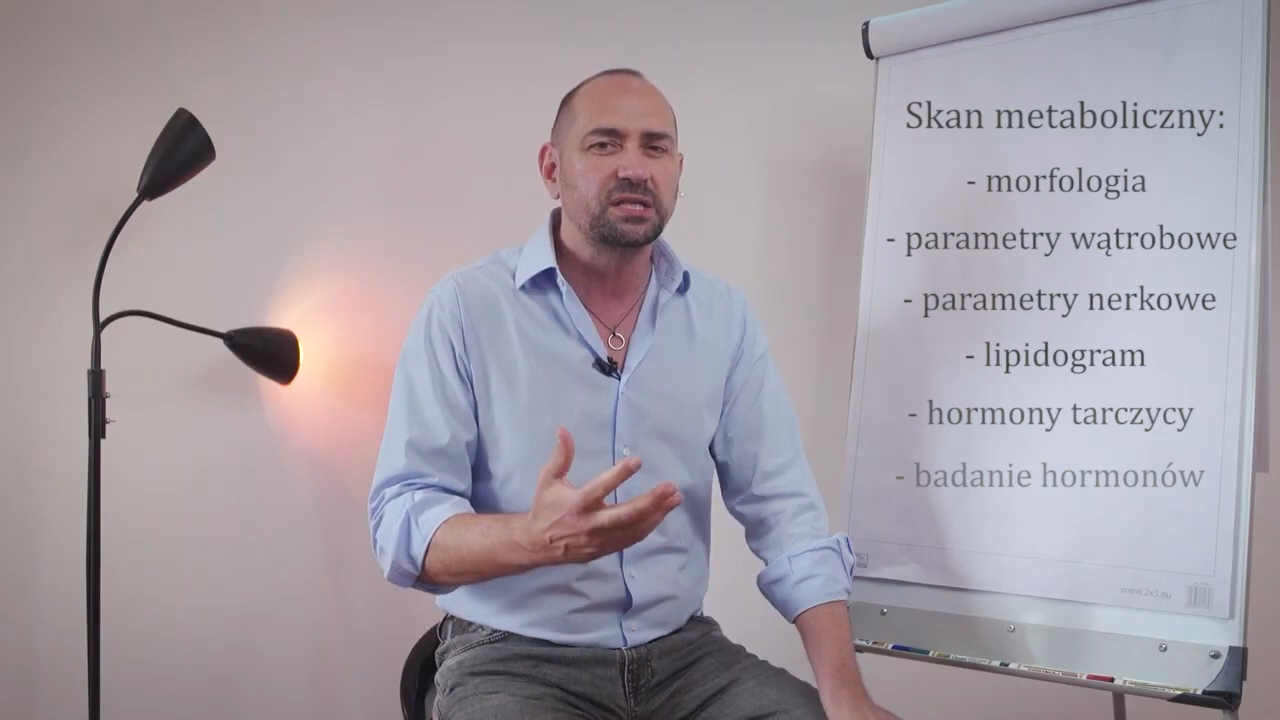 Skan metaboliczny:
- morfologia
- parametry wątrobowe
- parametry nerkowe
- lipidogram
- hormony tarczycy
- badanie hormonów
www.2x3.eu